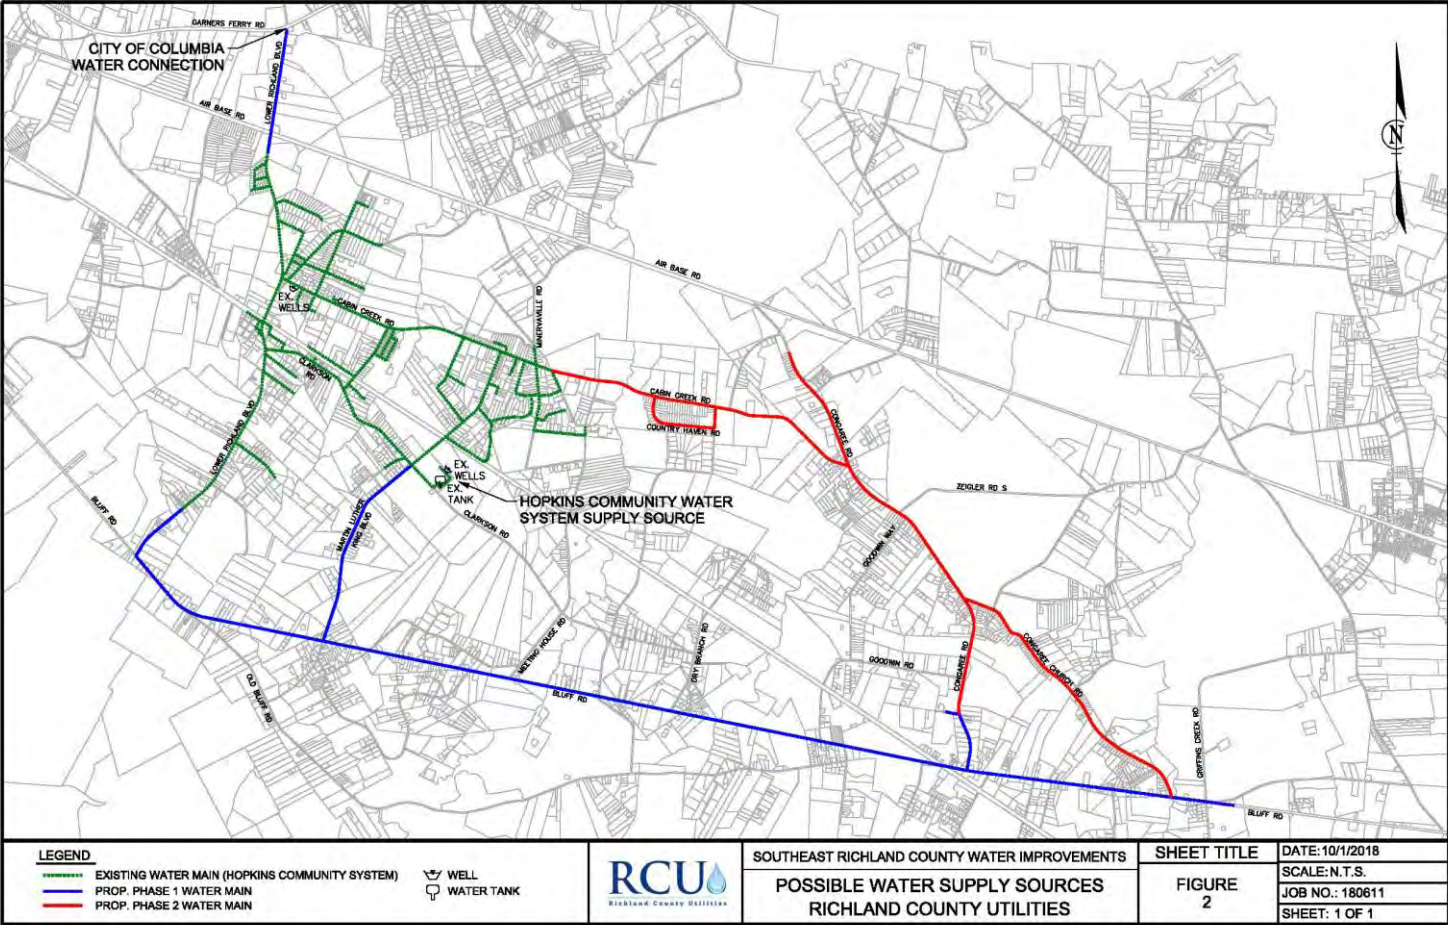 GARNERS FERRY RD
CITY OF COLUMBIA
WATER CONNECTION
LOWER RICHLAND BLVD
AIR BASE RD
AIR BASE RD
MINERVAVILLE RD
EX.
WELLS
CABIN CREEK RD
CLARKSON
RD
CABIN CREEK RD
COUNTRY HAVEN RD
CONGAREE RD
LOWER RICHLAND BLVD
EX.
WELLS
EX.
TANK
HOPKINS COMMUNITY WATER
SYSTEM SUPPLY SOURCE
ZEIGLER RD S
BLUFF RD
MARTIN LUTHER
KING BLVD
CLARKSON RD
GOODWIN WAY
MEETING HOUSE RD
DRY BRANCH RD
GOODWIN RD
CONGAREE RD
CONGAREE CHURCH RD
OLD BLUFF RD
BLUFF RD
GRIFFINS CREEK RD
BLUFF RD
N
LEGEND
EXISTING WATER MAIN (HOPKINS COMMUNITY SYSTEM)
PROP. PHASE 1 WATER MAIN
PROP. PHASE 2 WATER MAIN
WELL
WATER TANK
RCU
Richland County Utilities
SOUTHEAST RICHLAND COUNTY WATER IMPROVEMENTS
POSSIBLE WATER SUPPLY SOURCES
RICHLAND COUNTY UTILITIES
SHEET TITLE
FIGURE
2
DATE: 10/1/2018
SCALE: N.T.S.
JOB NO.: 180611
SHEET: 1 OF 1